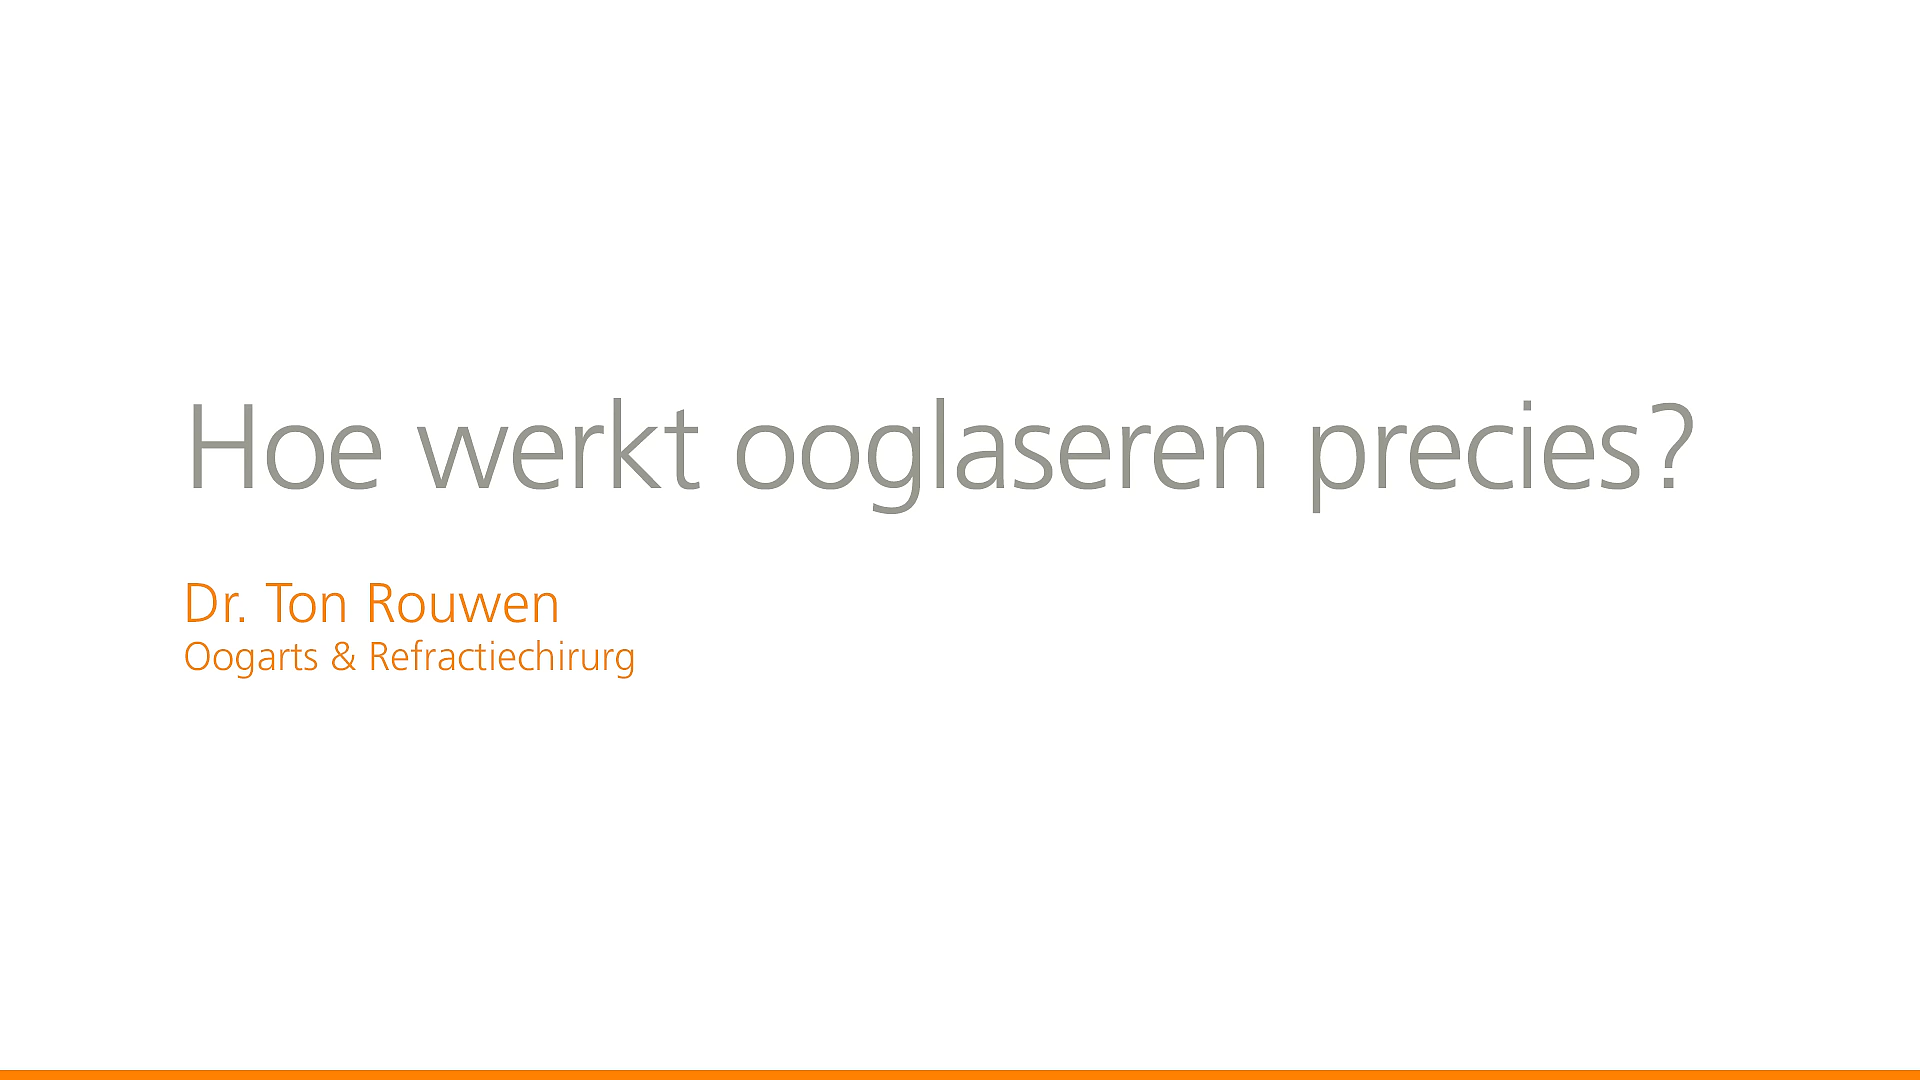 Hoe werkt ooglaseren precies?
Dr. Ton Rouwen
Oogarts & Refractiechirurg